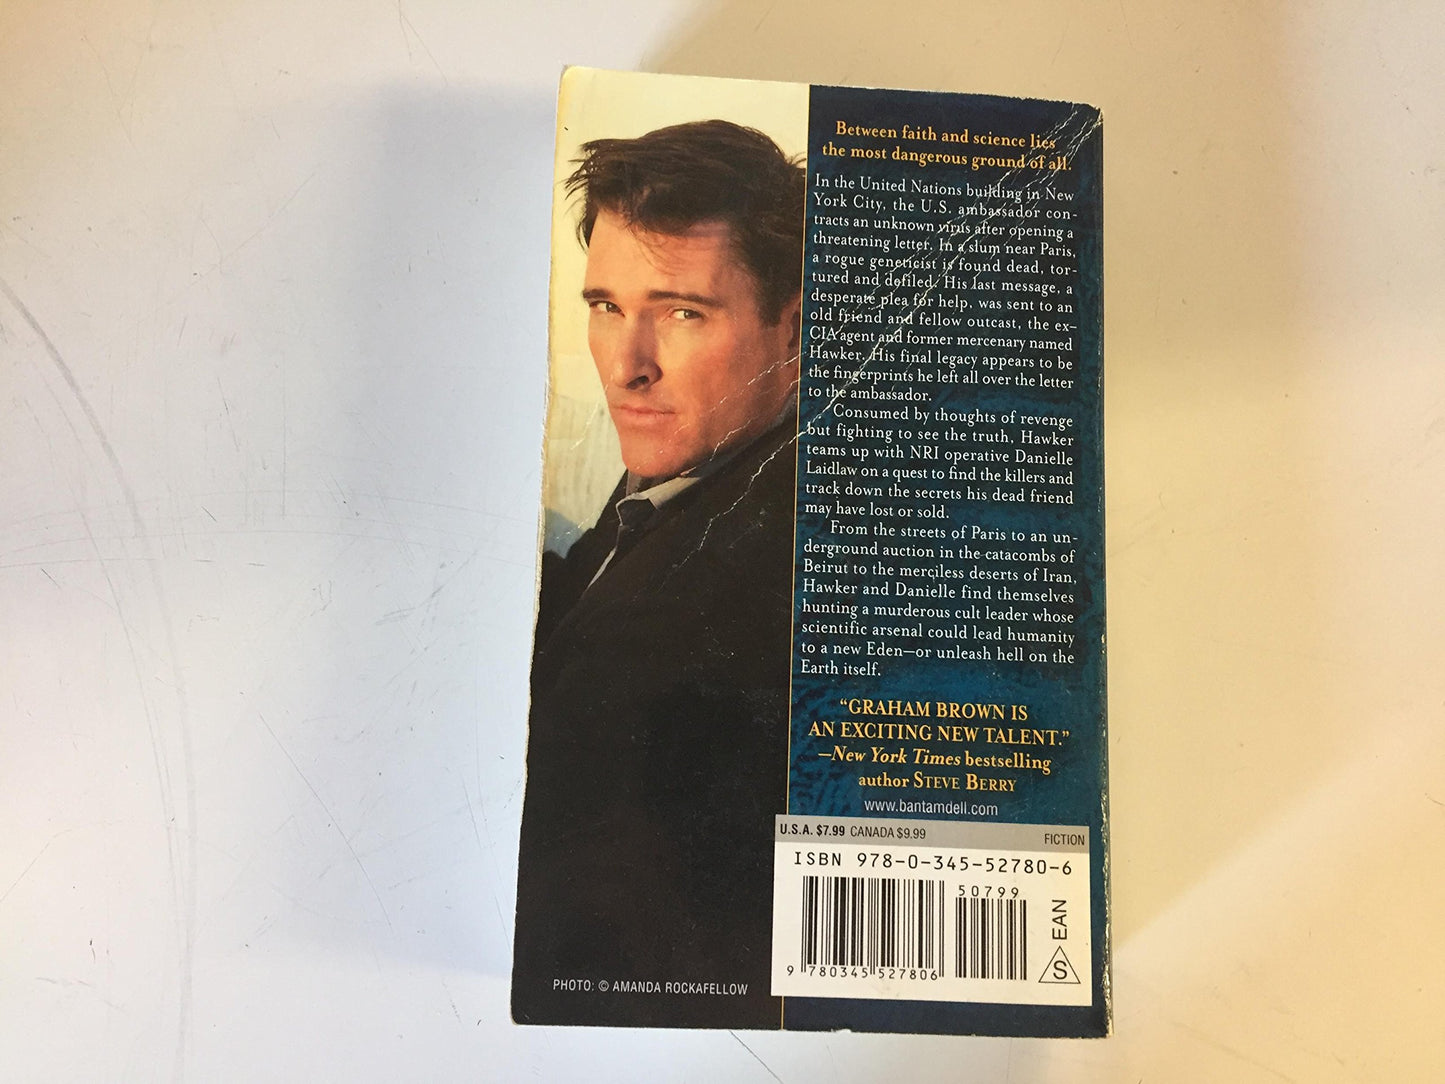 Between faith and science lies
the most dangerous ground of all.
In the United Nations building in New
York City, the U.S. ambassador con-
tracts an unknown virus after opening a
threatening letter. In a slum near Paris,
a rogue geneticist is found dead, tor-
tured and defiled. His last message, a
desperate plea for help, was sent to an
old friend and fellow outcast, the ex-
CIA agent and former mercenary named
Hawker. His final legacy appears to be
the fingerprints he left all over the letter
to the ambassador.
Consumed by thoughts of revenge
but fighting to see the truth, Hawker
teams up with NRI operative Danielle
Laidlaw on a quest to find the killers and
track down the secrets his dead friend
may have lost or sold.
From the streets of Paris to an un-
derground auction in the catacombs of
Beirut to the merciless deserts of Iran,
Hawker and Danielle find themselves
hunting a murderous cult leader whose
scientific arsenal could lead humanity
to a new Eden—or unleash hell on the
Earth itself.
“GRAHAM BROWN IS
AN EXCITING NEW TALENT.”
—New York Times bestselling
author STEVE BERRY
www.bantamdell.com
U.S.A. $7.99 CANADA $9.99
FICTION
ISBN 978-0-345-52780-6
50799
EAN
S
9 780345 527806
PHOTO: © AMANDA ROCKAFELLOW